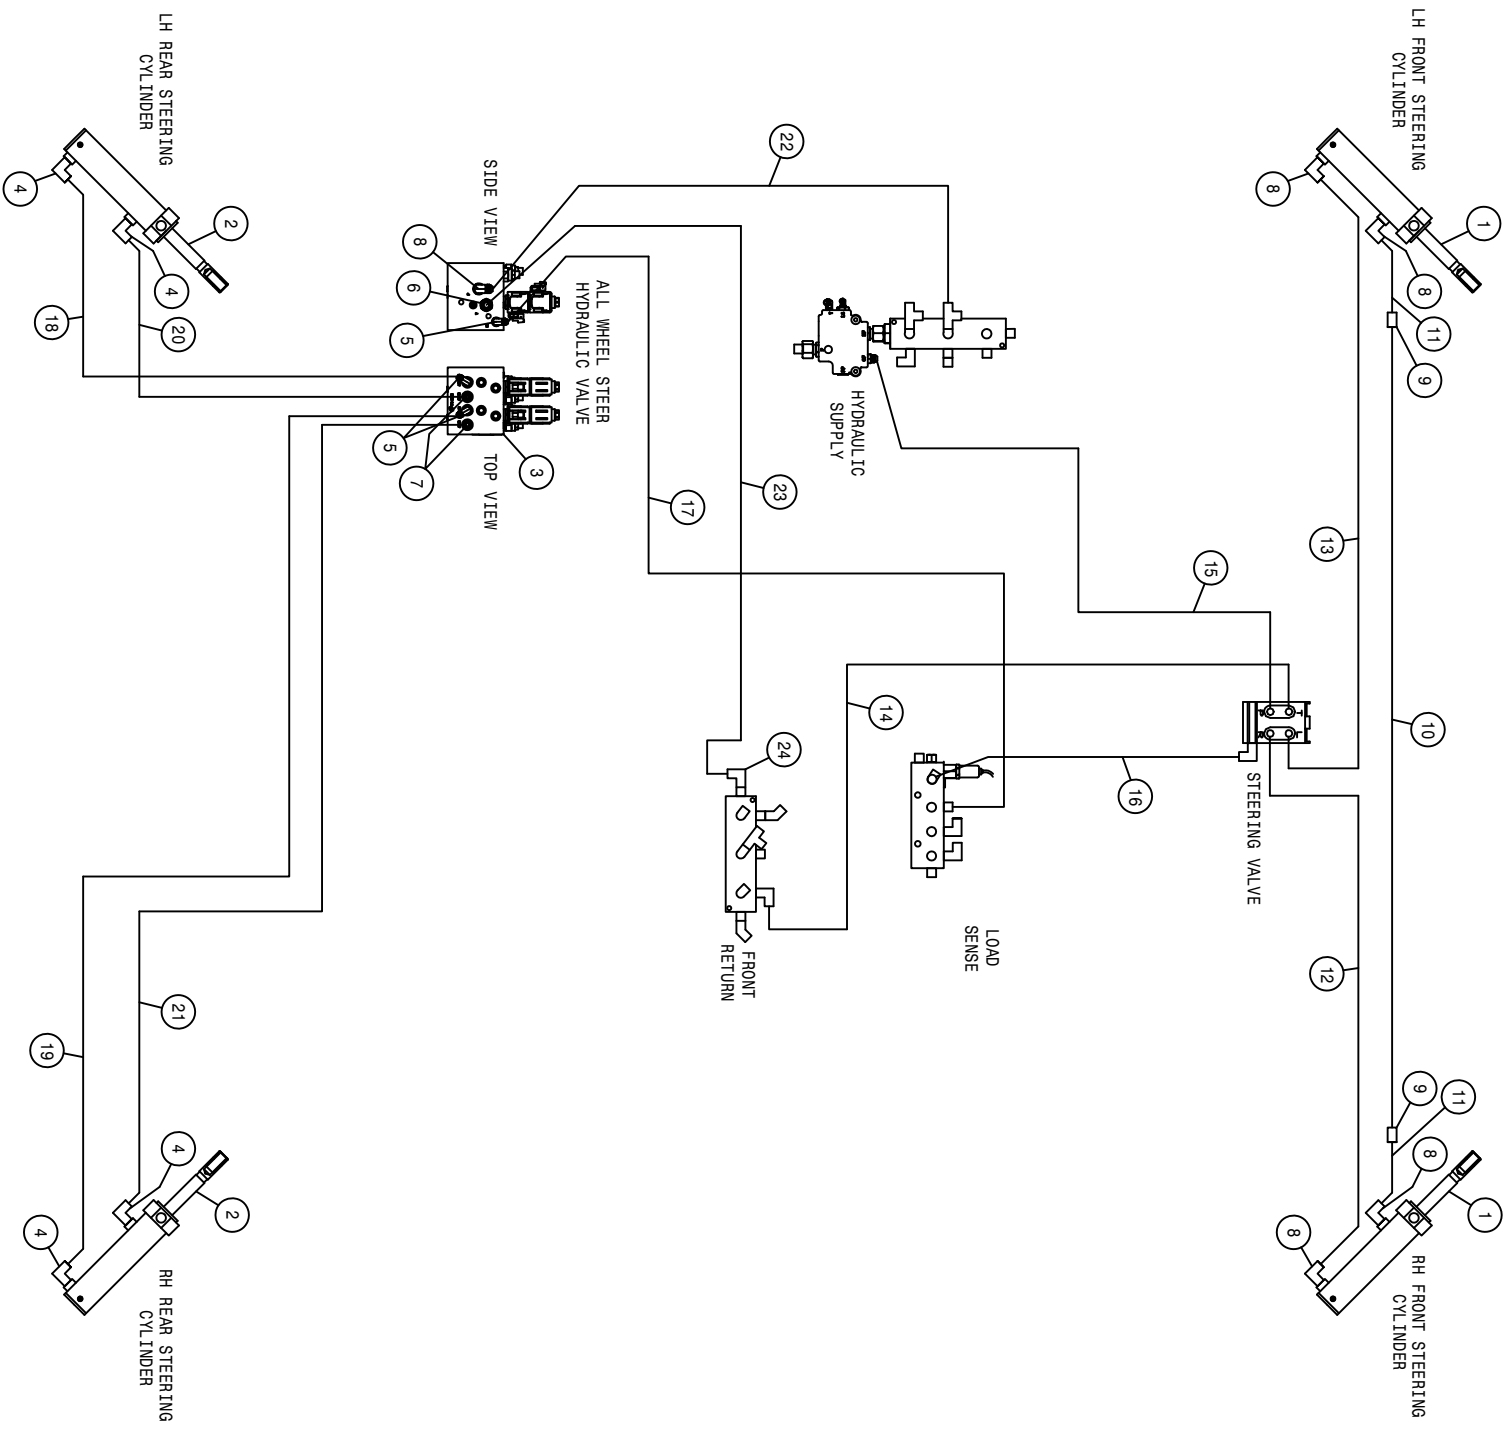 LH FRONT STEERING
CYLINDER
1
8
8
11
9
13
10
12
9
11
8
1
8
RH FRONT STEERING
CYLINDER
15
16
STEERING VALVE
T
L
P
R
14
LOAD
SENSE
22
HYDRAULIC
SUPPLY
23
17
24
FRONT
RETURN
SIDE VIEW
8
6
5
ALL WHEEL STEER
HYDRAULIC VALVE
5
7
3
TOP VIEW
LH REAR STEERING
CYLINDER
4
2
4
18
20
21
19
4
2
4
RH REAR STEERING
CYLINDER